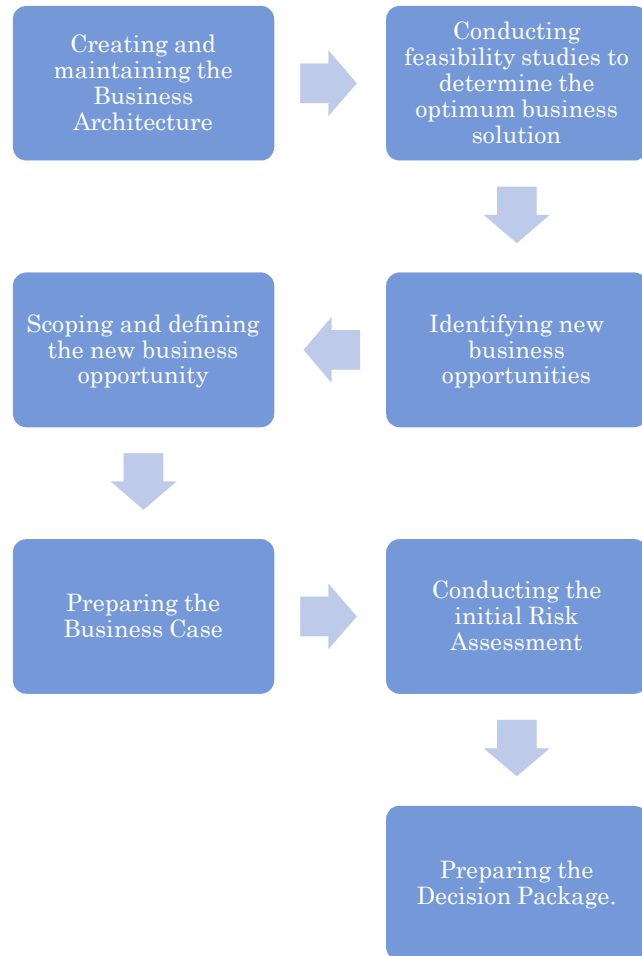 Creating and
maintaining the
Business
Architecture
Conducting
feasibility studies to
determine the
optimum business
solution
Identifying new
business
opportunities
Scoping and defining
the new business
opportunity
Preparing the
Business Case
Conducting the
initial Risk
Assessment
Preparing the
Decision Package.